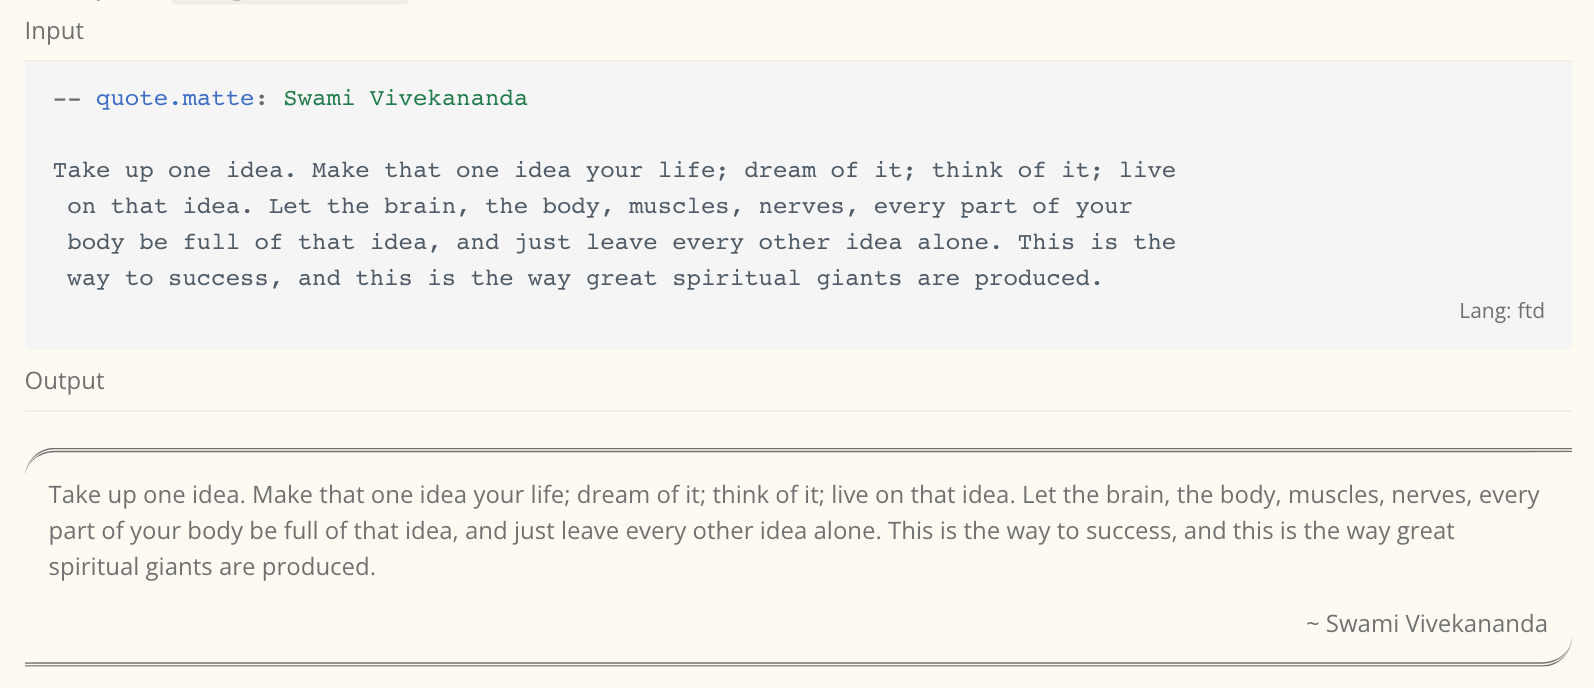 Input
-- quote.matte: Swami Vivekananda
Take up one idea. Make that one idea your life; dream of it; think of it; live
on that idea. Let the brain, the body, muscles, nerves, every part of your
body be full of that idea, and just leave every other idea alone. This is the
way to success, and this is the way great spiritual giants are produced.
Lang: ftd
Output
Take up one idea. Make that one idea your life; dream of it; think of it; live on that idea. Let the brain, the body, muscles, nerves, every
part of your body be full of that idea, and just leave every other idea alone. This is the way to success, and this is the way great
spiritual giants are produced.
~ Swami Vivekananda